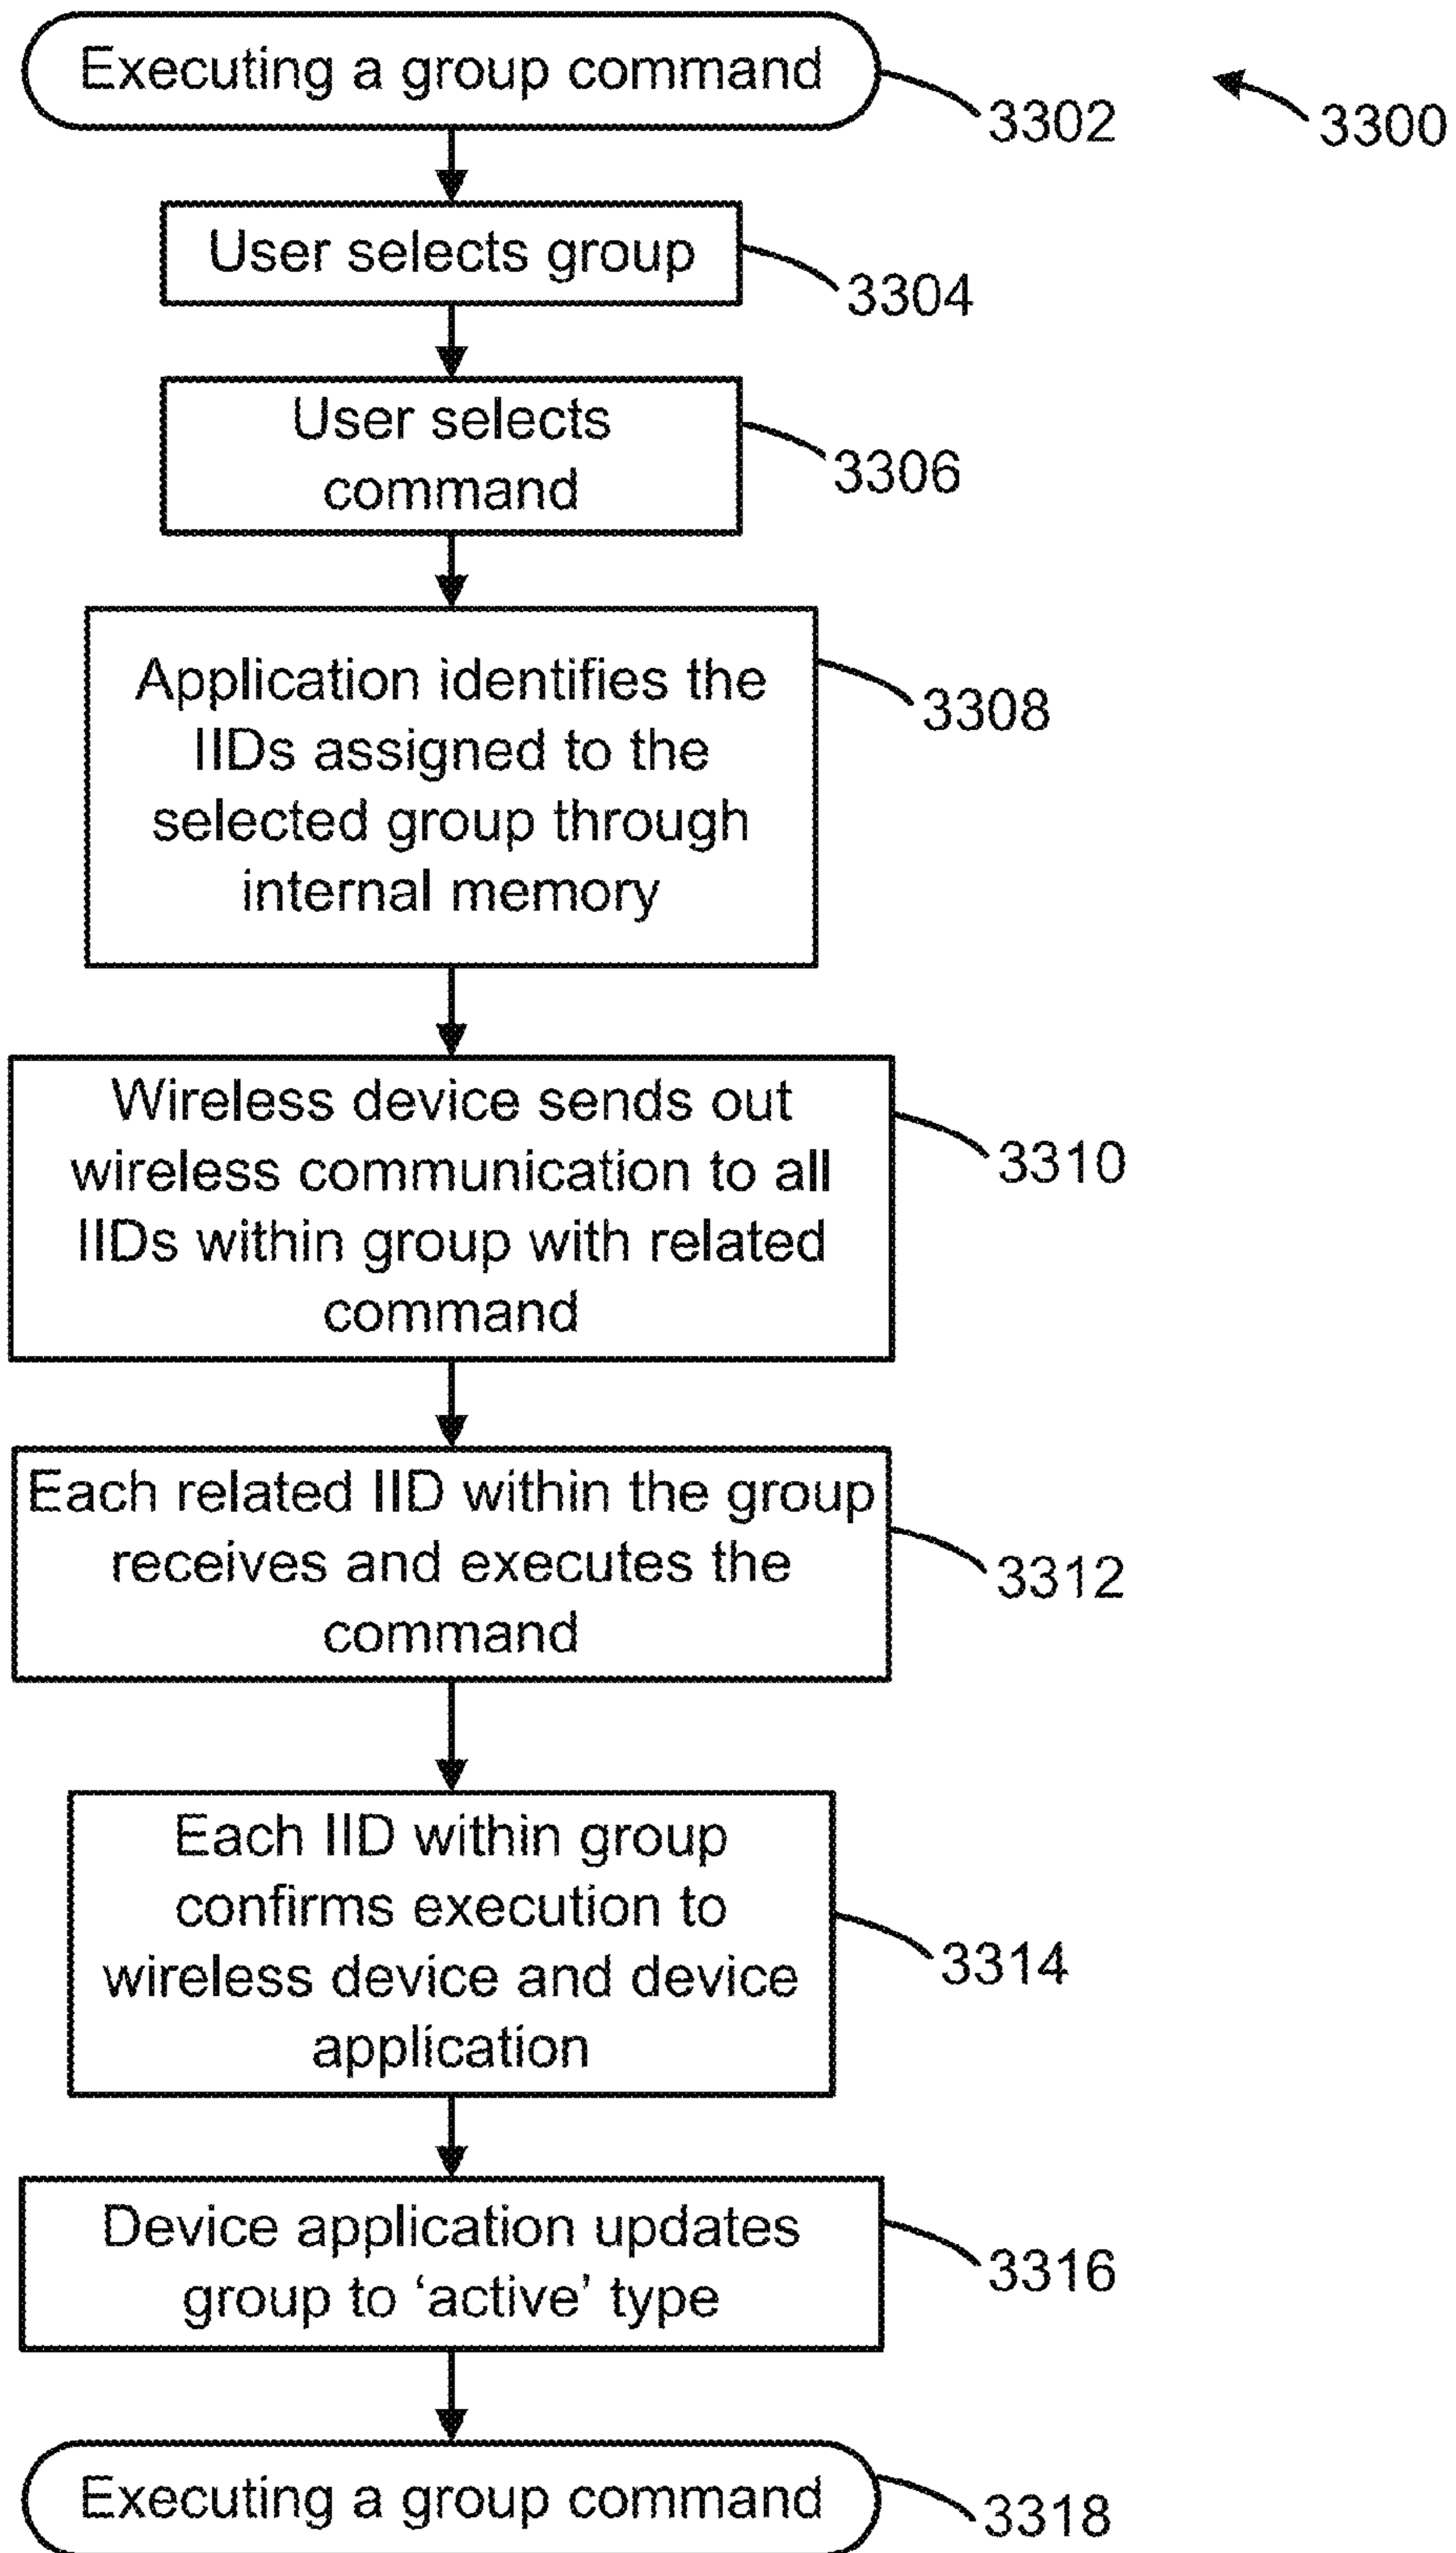 Executing a group command
3302
3300
User selects group
3304
User selects
command
3306
Application identifies the
IIDs assigned to the
selected group through
internal memory
3308
Wireless device sends out
wireless communication to all
IIDs within group with related
command
3310
Each related IID within the group
receives and executes the
command
3312
Each IID within group
confirms execution to
wireless device and device
application
3314
Device application updates
group to ‘active’ type
3316
Executing a group command
3318